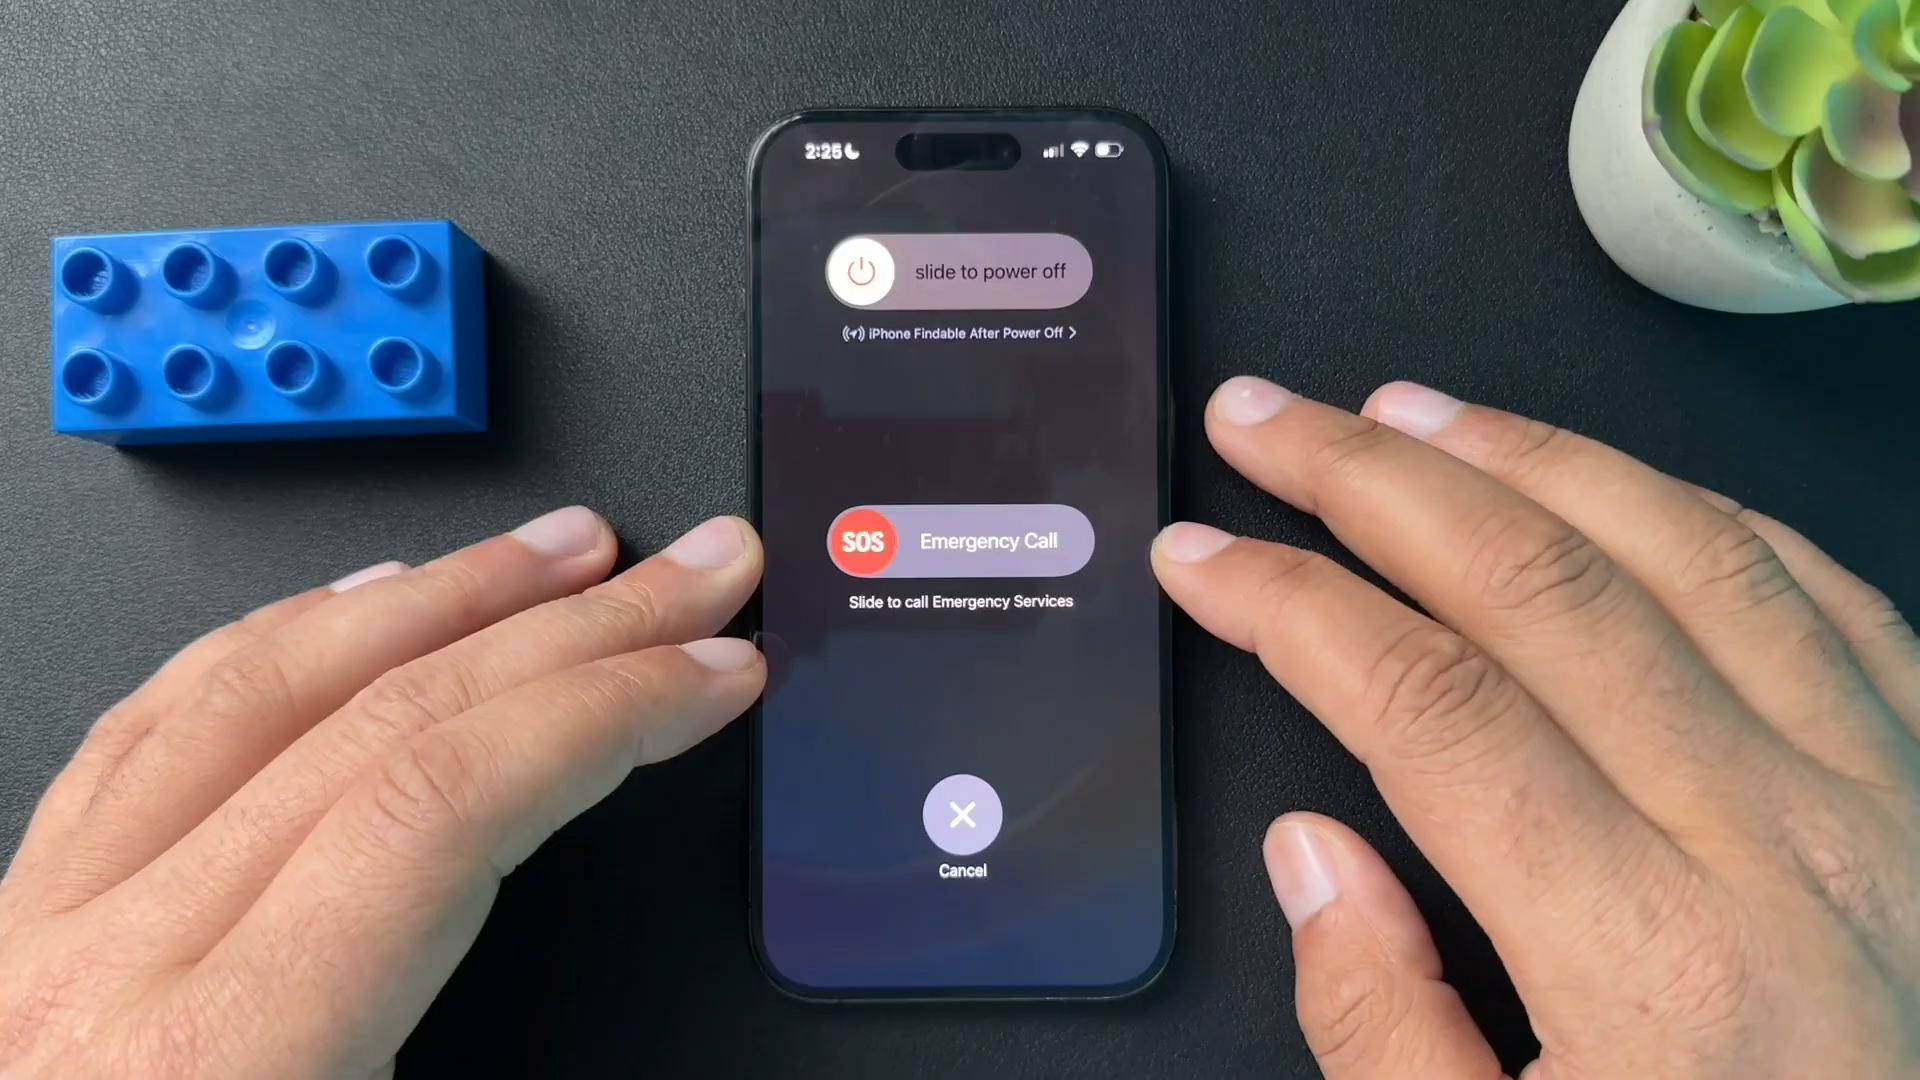 2:25
slide to power off
iPhone Findable After Power Off
SOS Emergency Call
Slide to call Emergency Services
Cancel